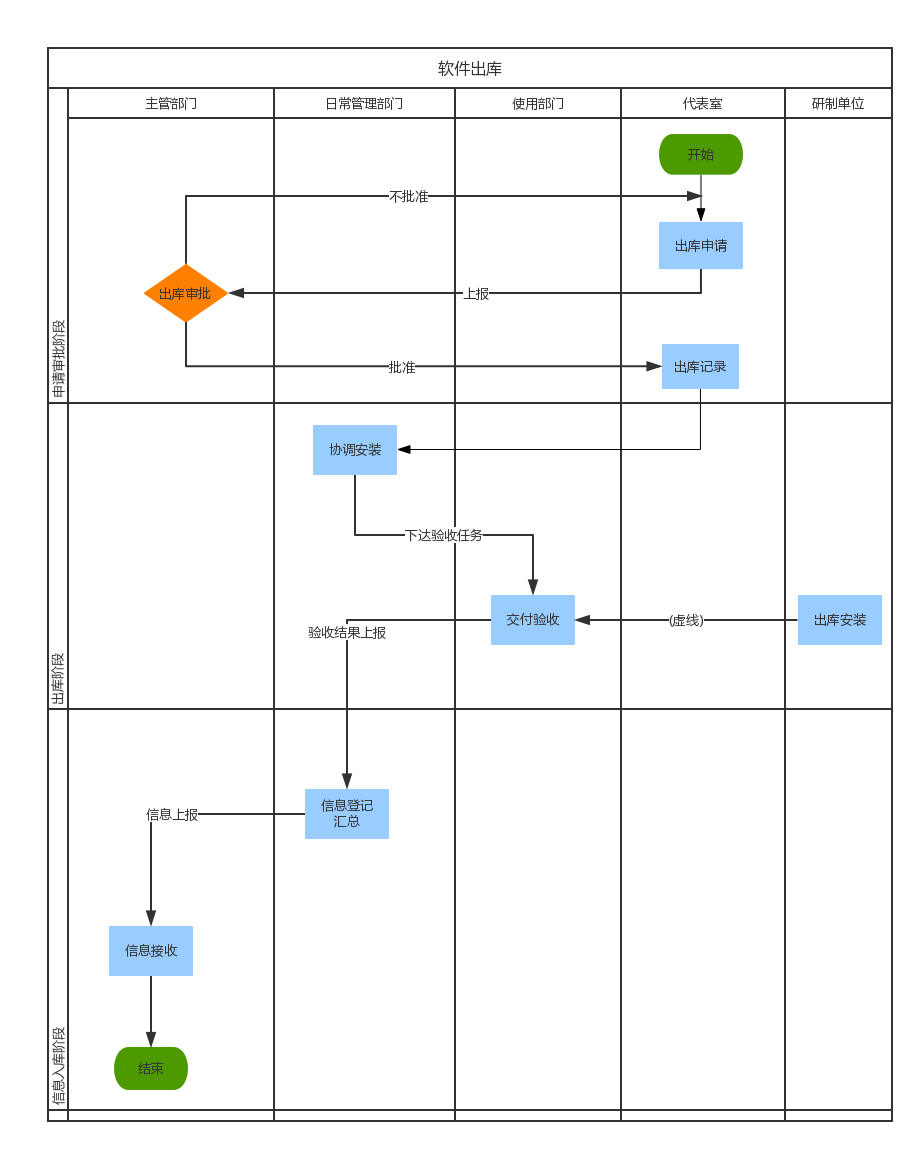 软件出库
主管部门
日常管理部门
使用部门
代表室
研制单位
开始
不批准
出库申请
出库审批
上报
申请审批阶段
批准
出库记录
协调安装
下达验收任务
交付验收
(虚线)
出库安装
验收结果上报
出库阶段
信息登记
汇总
信息上报
信息接收
信息入库阶段
结束